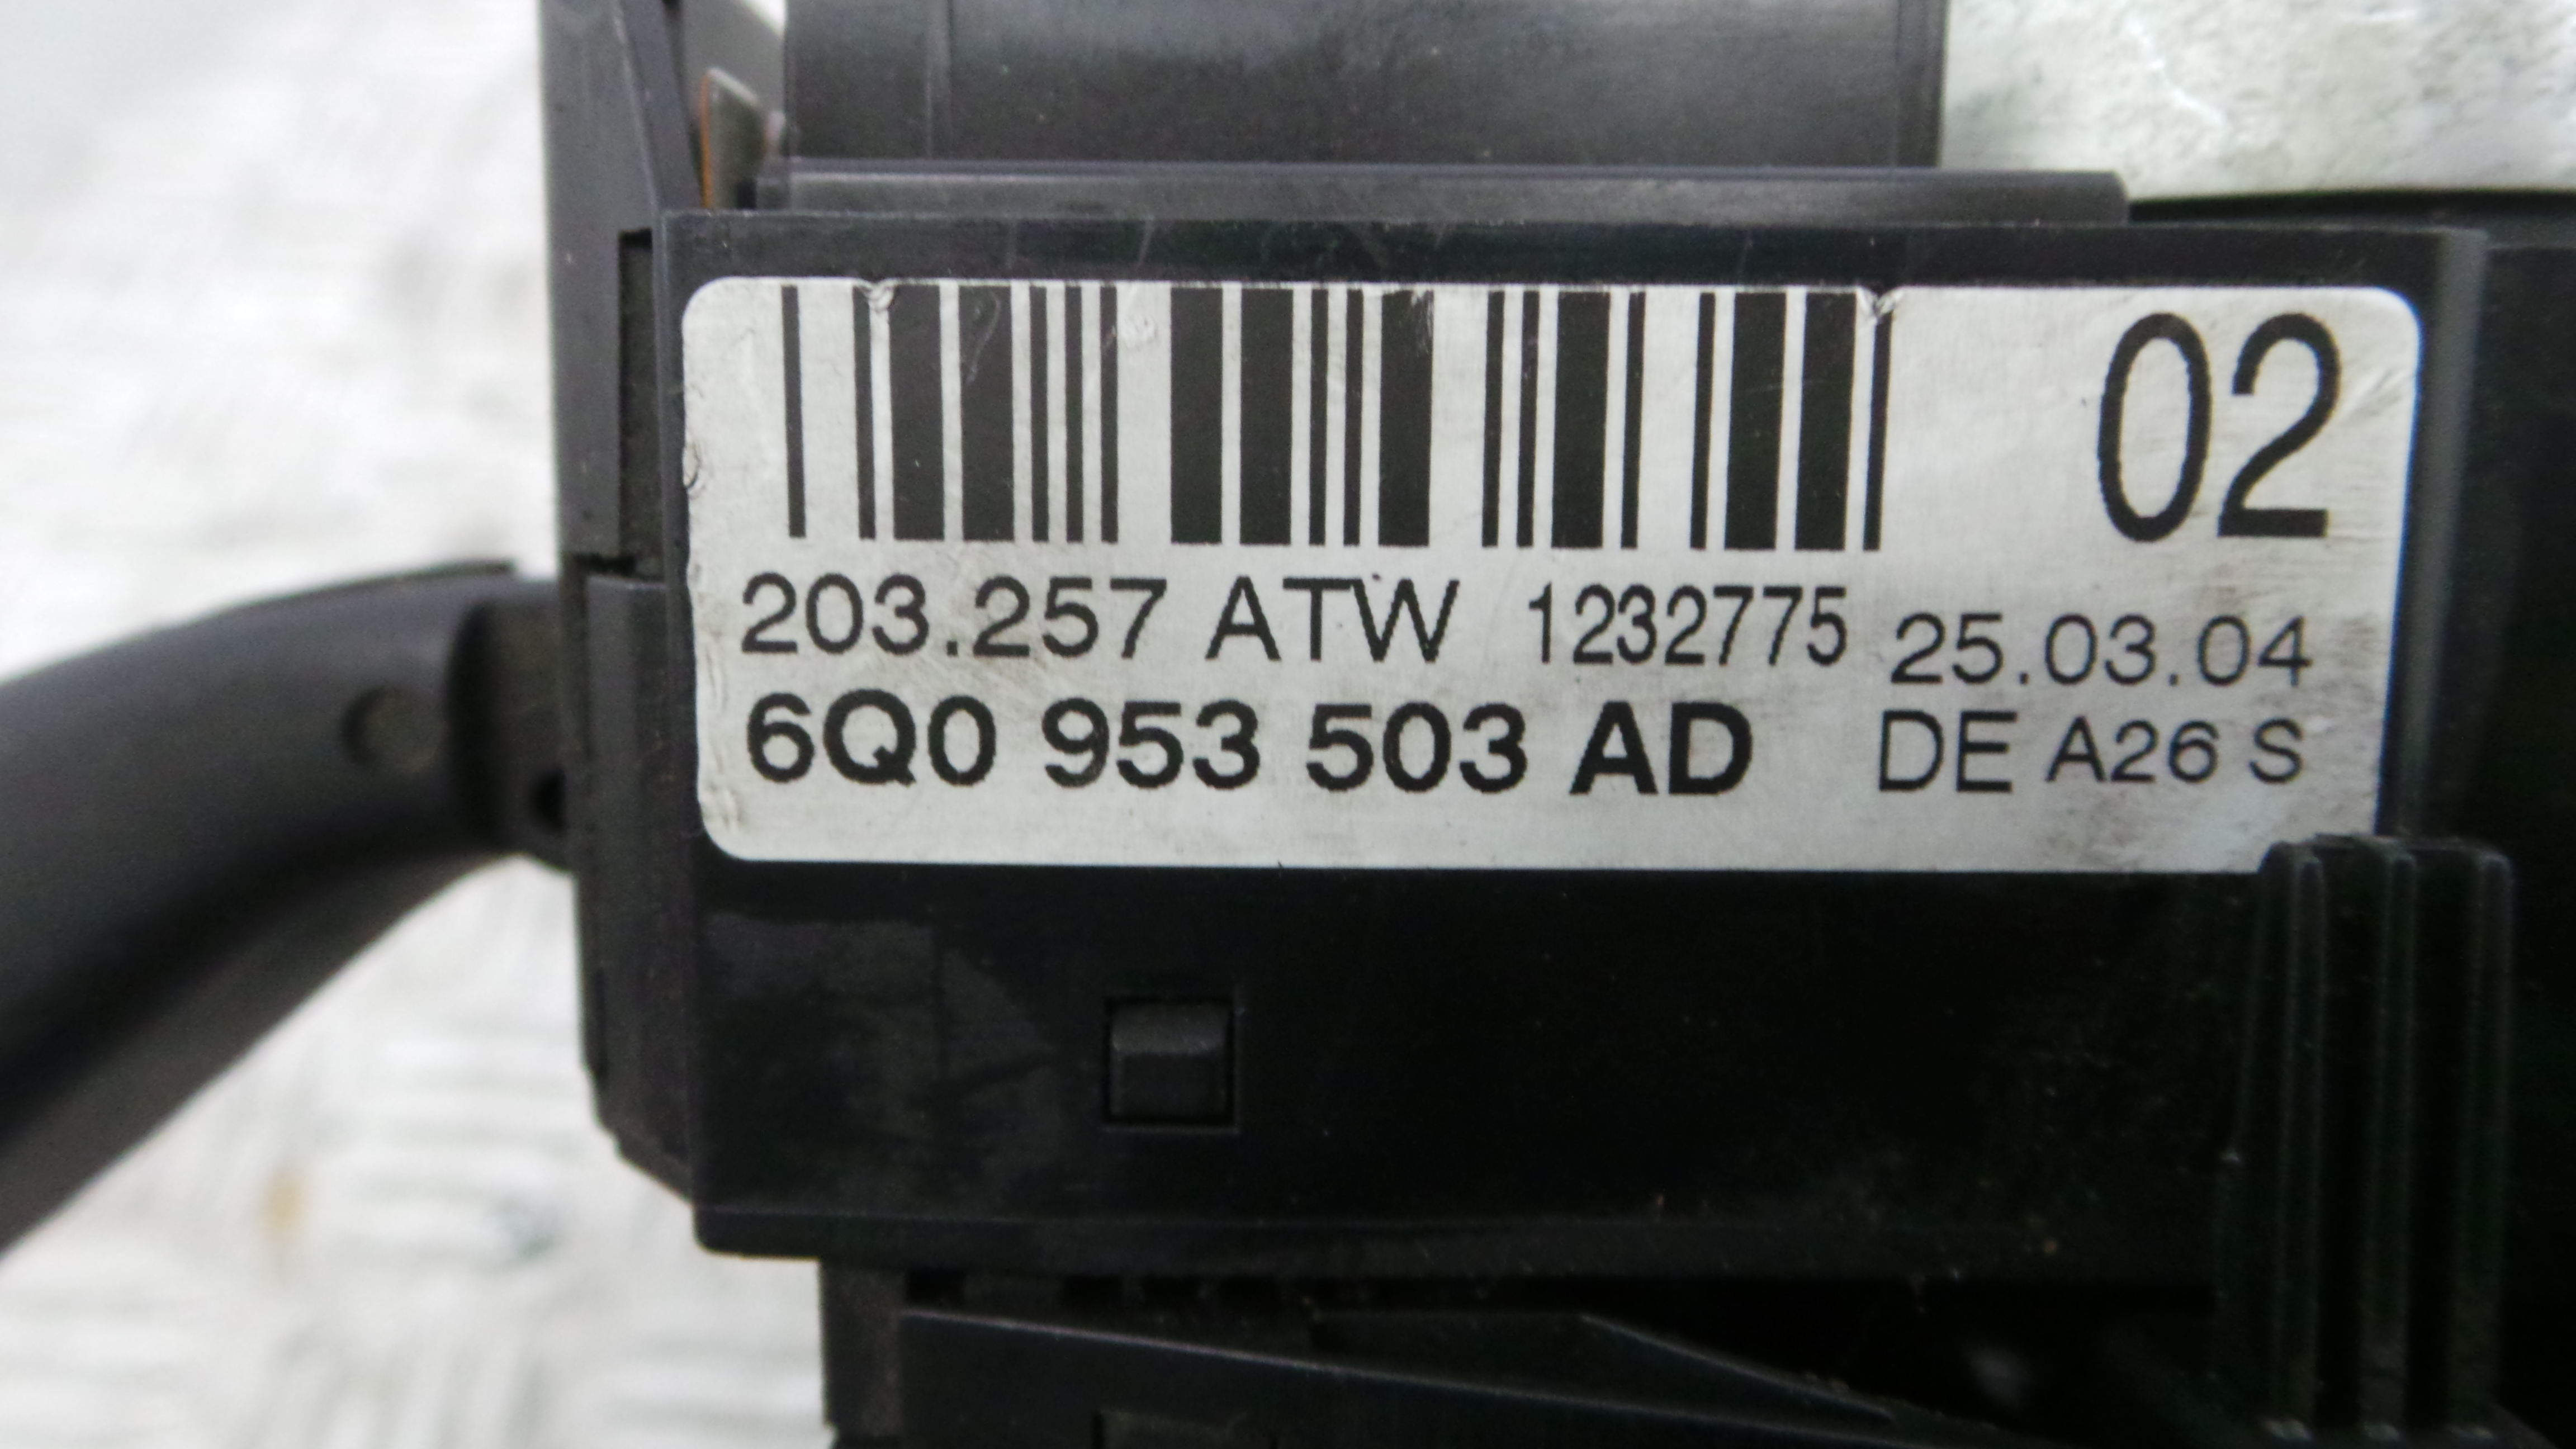 02
203.257 ATW 1232775 25.03.04
6Q0 953 503 AD DE A26 S